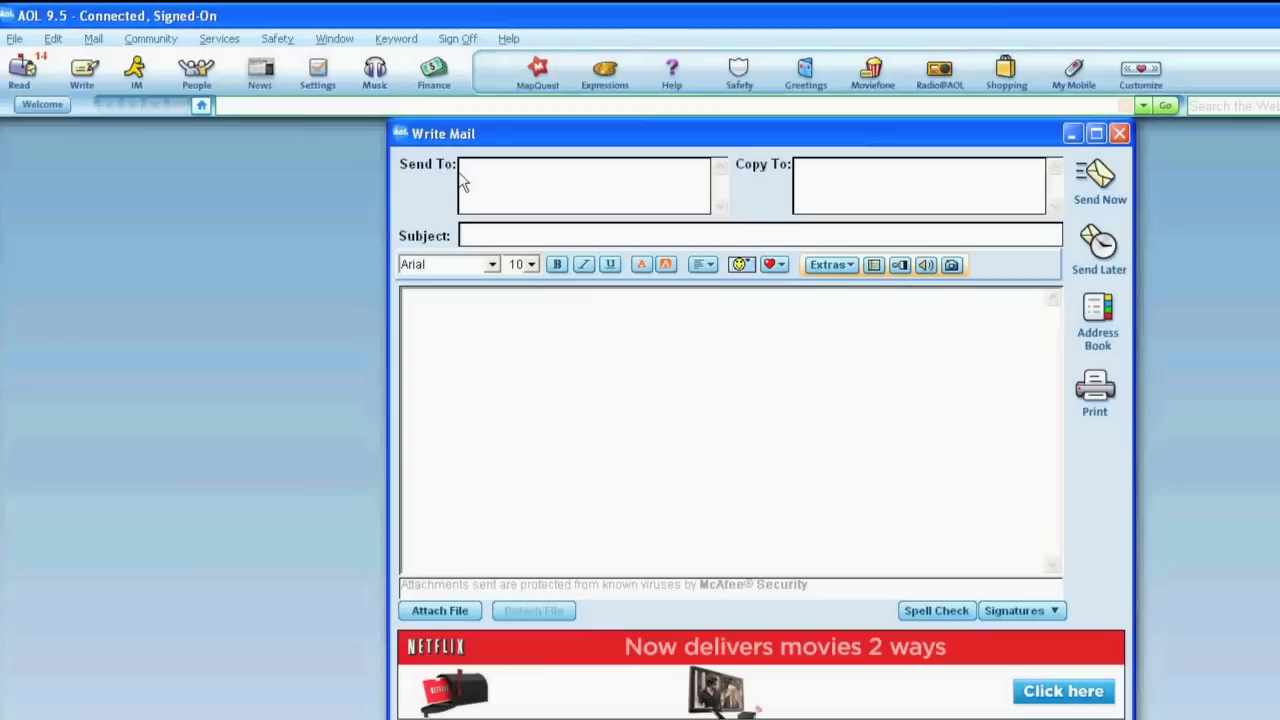 AOL 9.5 - Connected, Signed-On
File Edit Mail Community Services Safety Window Keyword Sign Off Help
14
Read Write IM People News Settings Music Finance MapQuest Expressions Help Safety Greetings Moviefone Radio@AOL Shopping My Mobile Customize
Welcome Go Search the Web
AOL Write Mail
Send To: Copy To:
Send Now
Subject:
Arial 10 B I U A A Extras
Send Later
Address
Book
Print
Attachments sent are protected from known viruses by McAfee® Security
Attach File Detach File Spell Check Signatures
NETFLIX Now delivers movies 2 ways
NETFLIX Click here